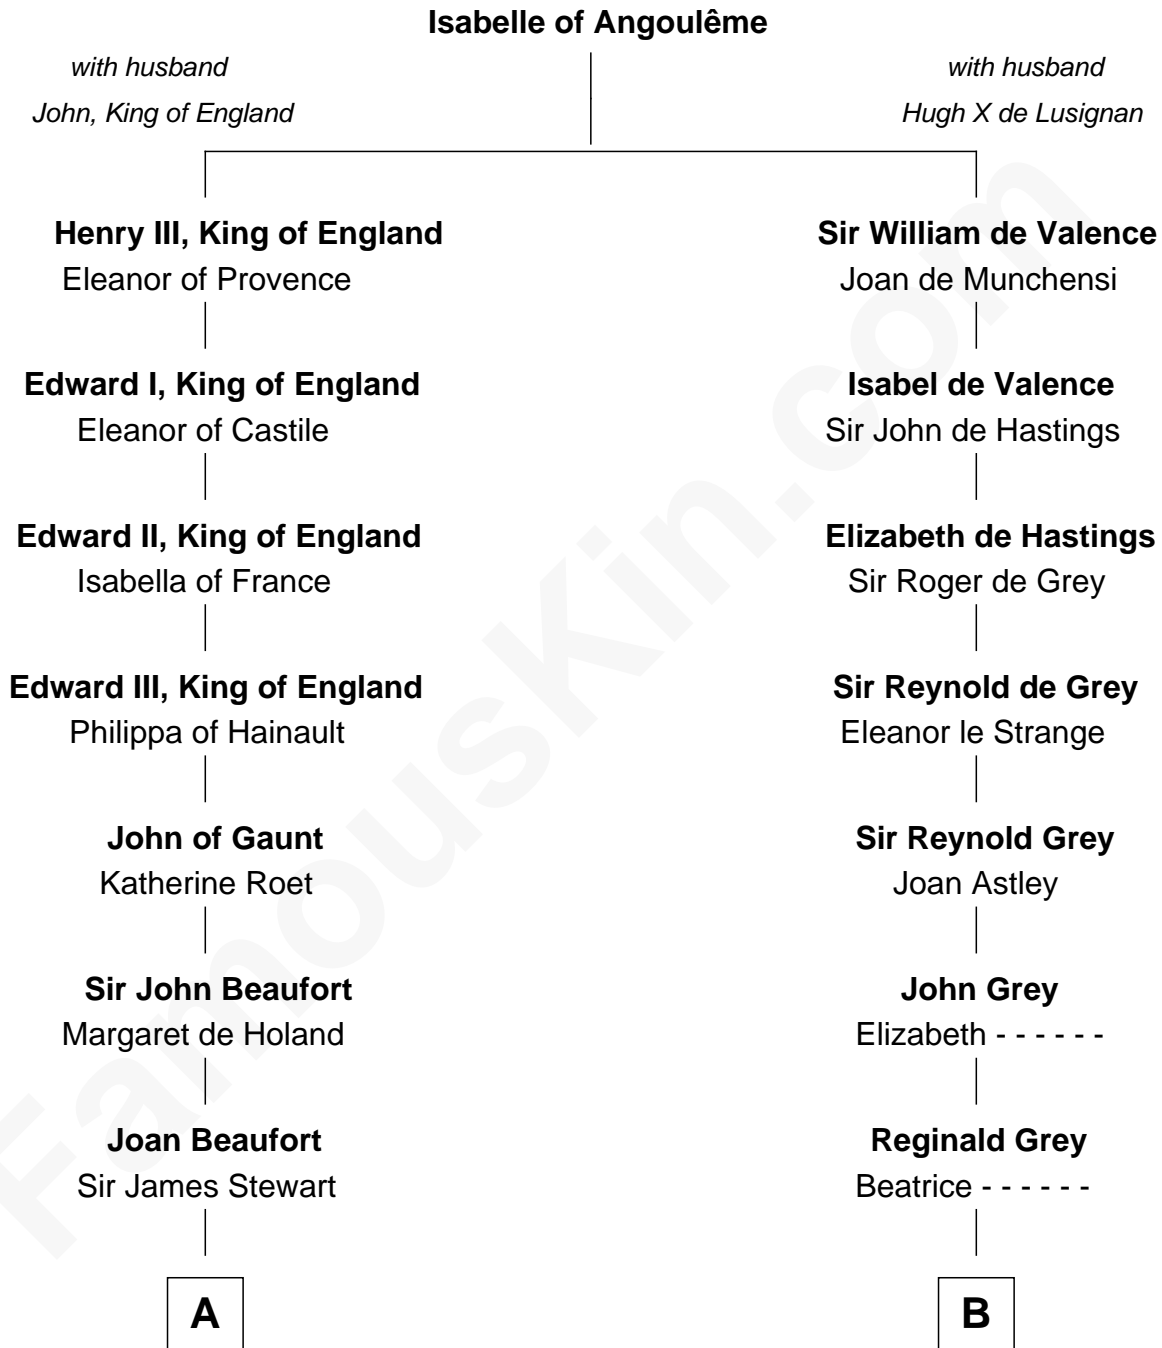 Isabelle of Angoulême
with husband
John, King of England
with husband
Hugh X de Lusignan
Henry III, King of England
Eleanor of Provence
Sir William de Valence
Joan de Munchensi
Edward I, King of England
Eleanor of Castile
Isabel de Valence
Sir John de Hastings
Edward II, King of England
Isabella of France
Elizabeth de Hastings
Sir Roger de Grey
Edward III, King of England
Philippa of Hainault
Sir Reynold de Grey
Eleanor le Strange
John of Gaunt
Katherine Roet
Sir Reynold Grey
Joan Astley
Sir John Beaufort
Margaret de Holand
John Grey
Elizabeth - - - - - -
Joan Beaufort
Sir James Stewart
Reginald Grey
Beatrice - - - - - -
A
B
FamousKin.com